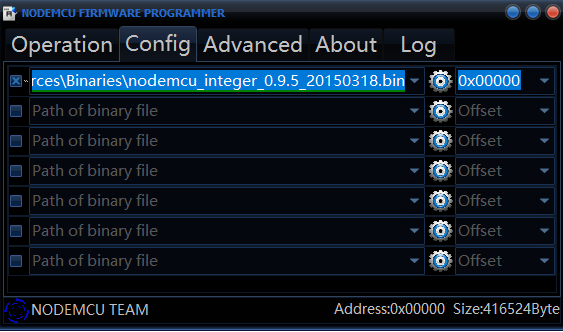 NODEMCU FIRMWARE PROGRAMMER
Operation Config Advanced About Log
rces\Binaries\nodemcu_integer_0.9.5_20150318.bin 0x00000
Path of binary file Offset
Path of binary file Offset
Path of binary file Offset
Path of binary file Offset
Path of binary file Offset
Path of binary file Offset
NODEMCU TEAM Address:0x00000 Size:416524Byte